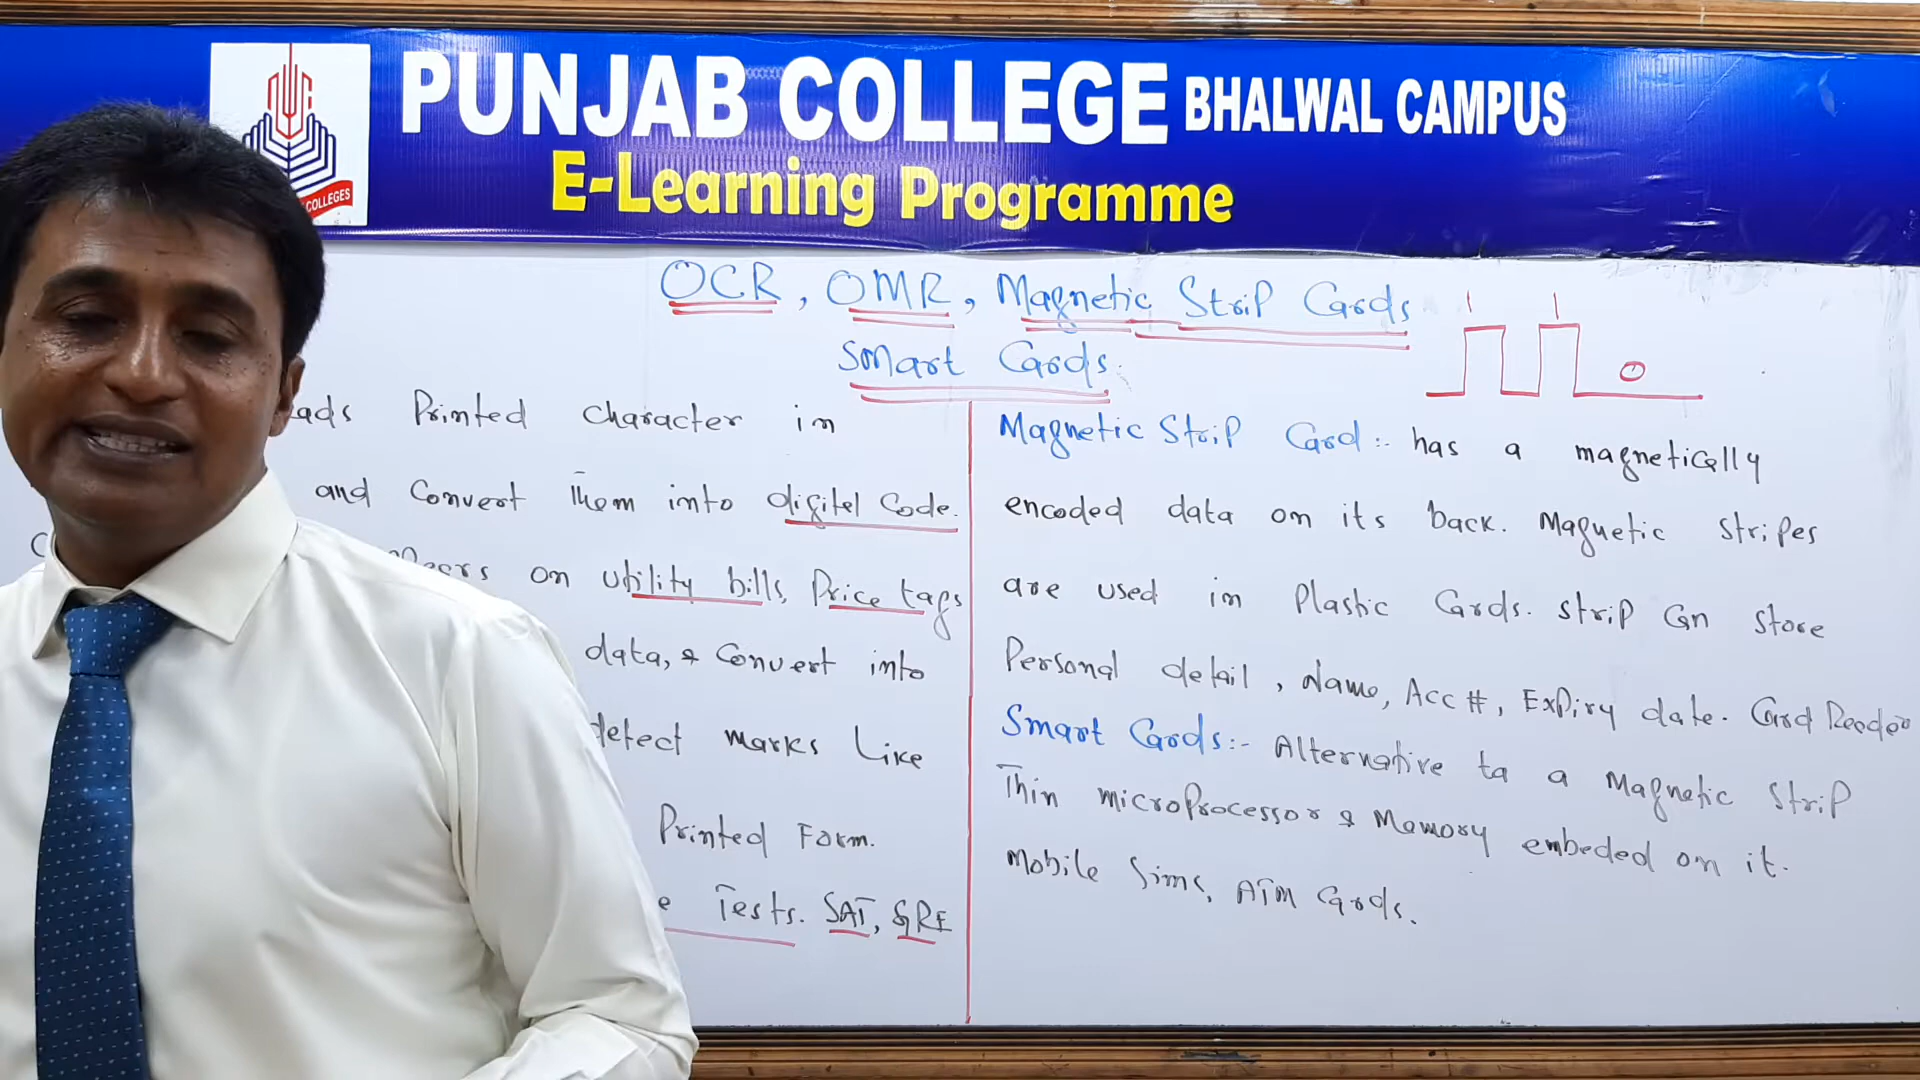 PUNJAB COLLEGE BHALWAL CAMPUS
E-Learning Programme
COLLEGES
OCR, OMR, Magnetic Strip Cards
Smart Cards.
1 1 0
ads Printed character in
and Convert Them into digitel Code.
on utility bills, Price tags
data, & Convert into
detect marks Like
Printed Form.
e Tests. SAT, GRE
Magnetic Strip Card:- has a magnetically
encoded data on its back. Magnetic Stripes
are used in Plastic Cards. Strip Can Store
Personal detail, Name, Acc #, Expiry date. Card Reader
Smart Cards:- Alternative ta a Magnetic Strip
Thin microprocessor & Memory embeded on it.
Mobile Sims, ATM Cards.